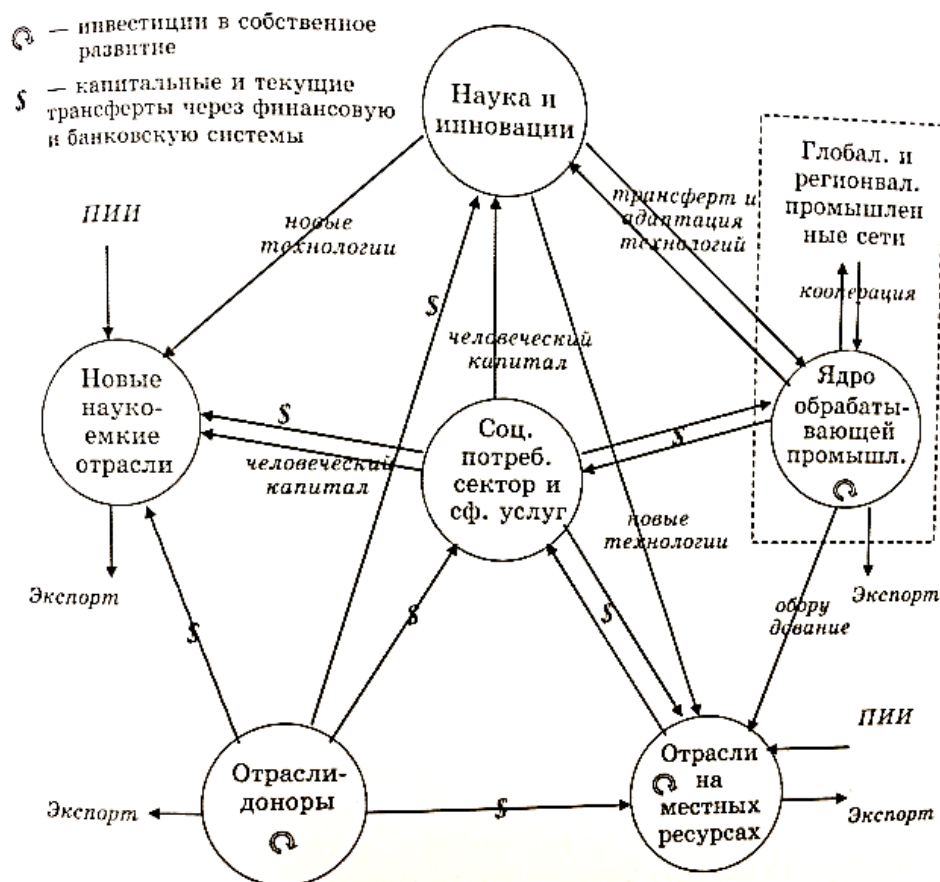 — инвестиции в собственное
развитие
$ — капитальные и текущие
трансферты через финансовую
и банковскую системы
Наука и
инновации
Глобал. и
регионвал.
промышлен
ные сети
ПИИ
новые
технологии
трансферт и
адаптация
технологий
кооперация
$
человеческий
капитал
Новые
науко-
емкие
отрасли
$
человеческий
капитал
Соц.
потреб.
сектор и
сф. услуг
$
Ядро
обрабаты-
вающей
промышл.
новые
технологии
Экспорт
$
$
$
обору
дование
Экспорт
ПИИ
Отрасли-
доноры
Экспорт
$
Отрасли
на
местных
ресурсах
Экспорт